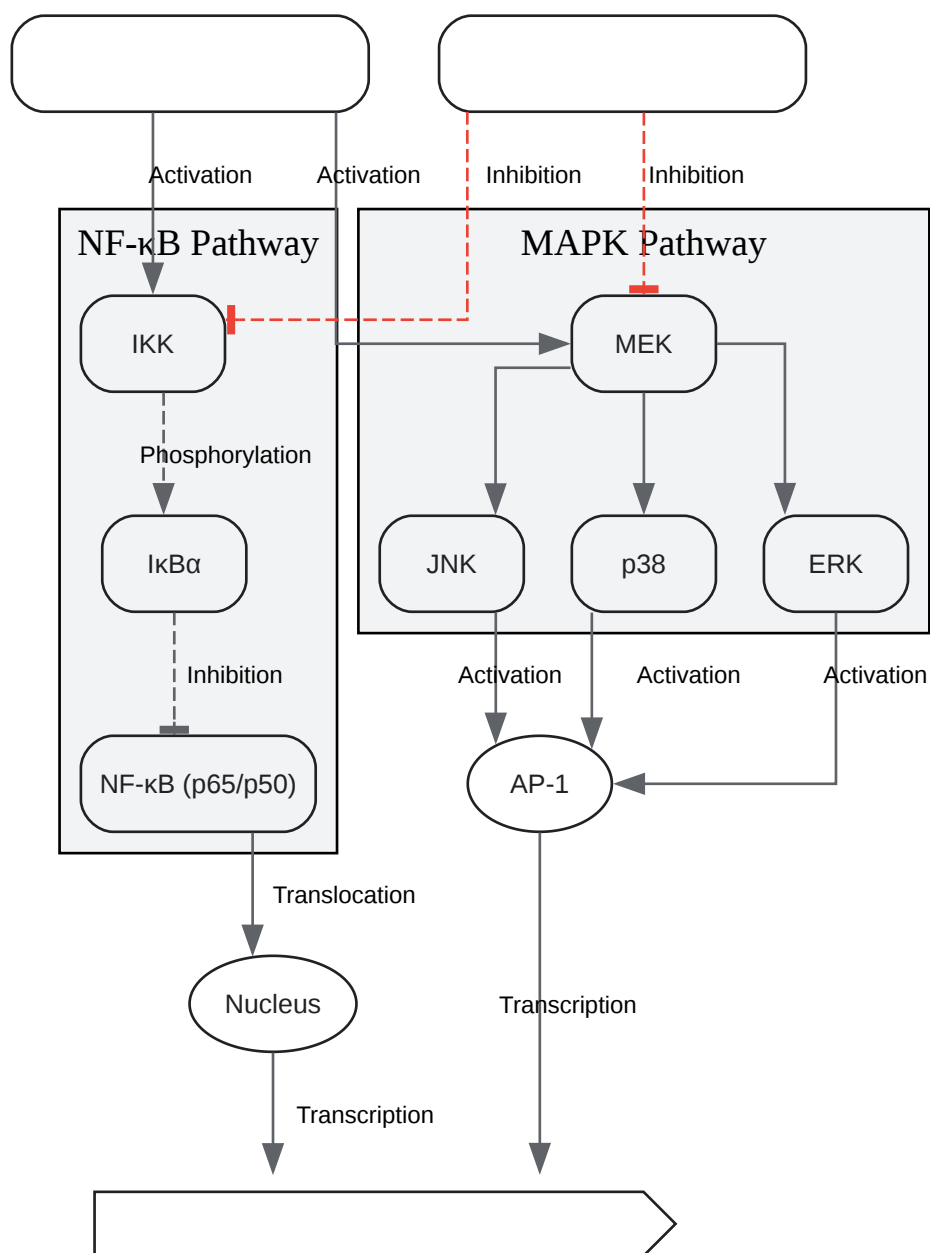 Activation
Activation
Inhibition
Inhibition
NF-κB Pathway
MAPK Pathway
IKK
MEK
Phosphorylation
IκBα
JNK
p38
ERK
Inhibition
Activation
Activation
Activation
NF-κB (p65/p50)
AP-1
Translocation
Nucleus
Transcription
Transcription